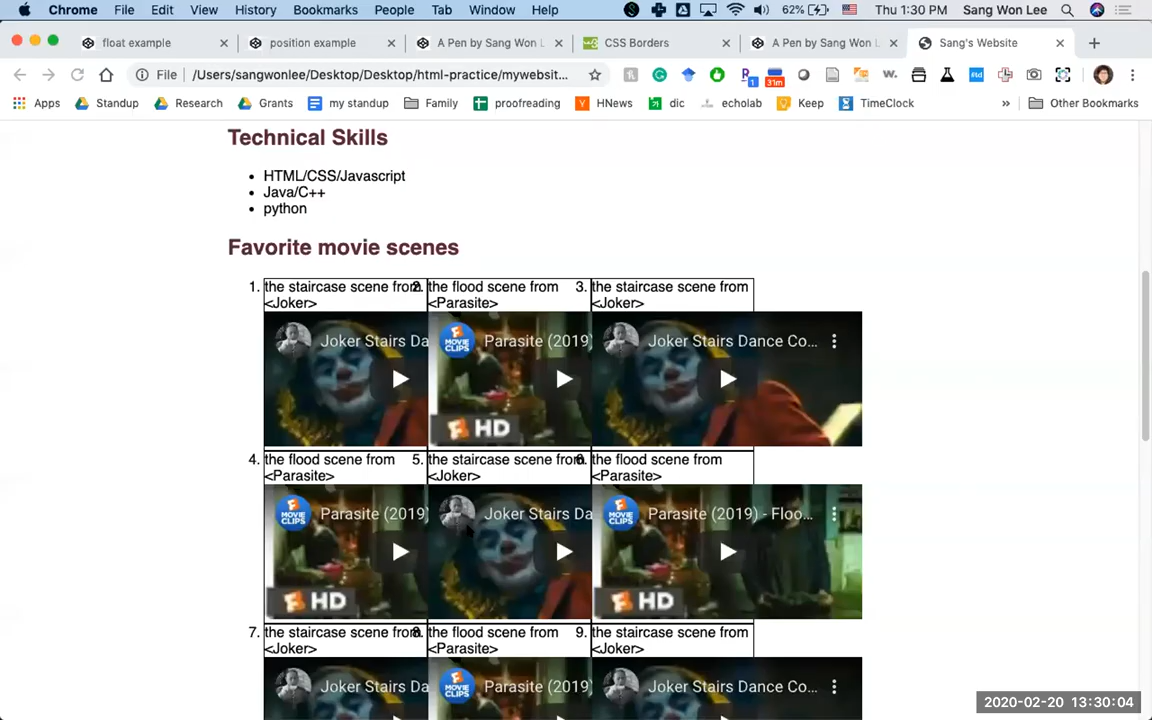 Chrome File Edit View History Bookmarks People Tab Window Help 62% Thu 1:30 PM Sang Won Lee
float example position example A Pen by Sang Won L CSS Borders A Pen by Sang Won L Sang's Website
File /Users/sangwonlee/Desktop/Desktop/html-practice/mywebsit...
Apps Standup Research Grants my standup Family proofreading HNews dic echolab Keep TimeClock » Other Bookmarks
Technical Skills
• HTML/CSS/Javascript
• Java/C++
• python
Favorite movie scenes
1. the staircase scene from 2. the flood scene from 3. the staircase scene from
<Joker> <Parasite> <Joker>
Joker Stairs Da Parasite (2019) Joker Stairs Dance Co...
MOVIE CLIPS
HD
4. the flood scene from 5. the staircase scene from 6. the flood scene from
<Parasite> <Joker> <Parasite>
Parasite (2019) Joker Stairs Da Parasite (2019) - Floo...
MOVIE CLIPS MOVIE CLIPS
HD HD
7. the staircase scene from 8. the flood scene from 9. the staircase scene from
<Joker> <Parasite> <Joker>
Joker Stairs Da Parasite (2019) Joker Stairs Dance Co...
MOVIE CLIPS
2020-02-20 13:30:04